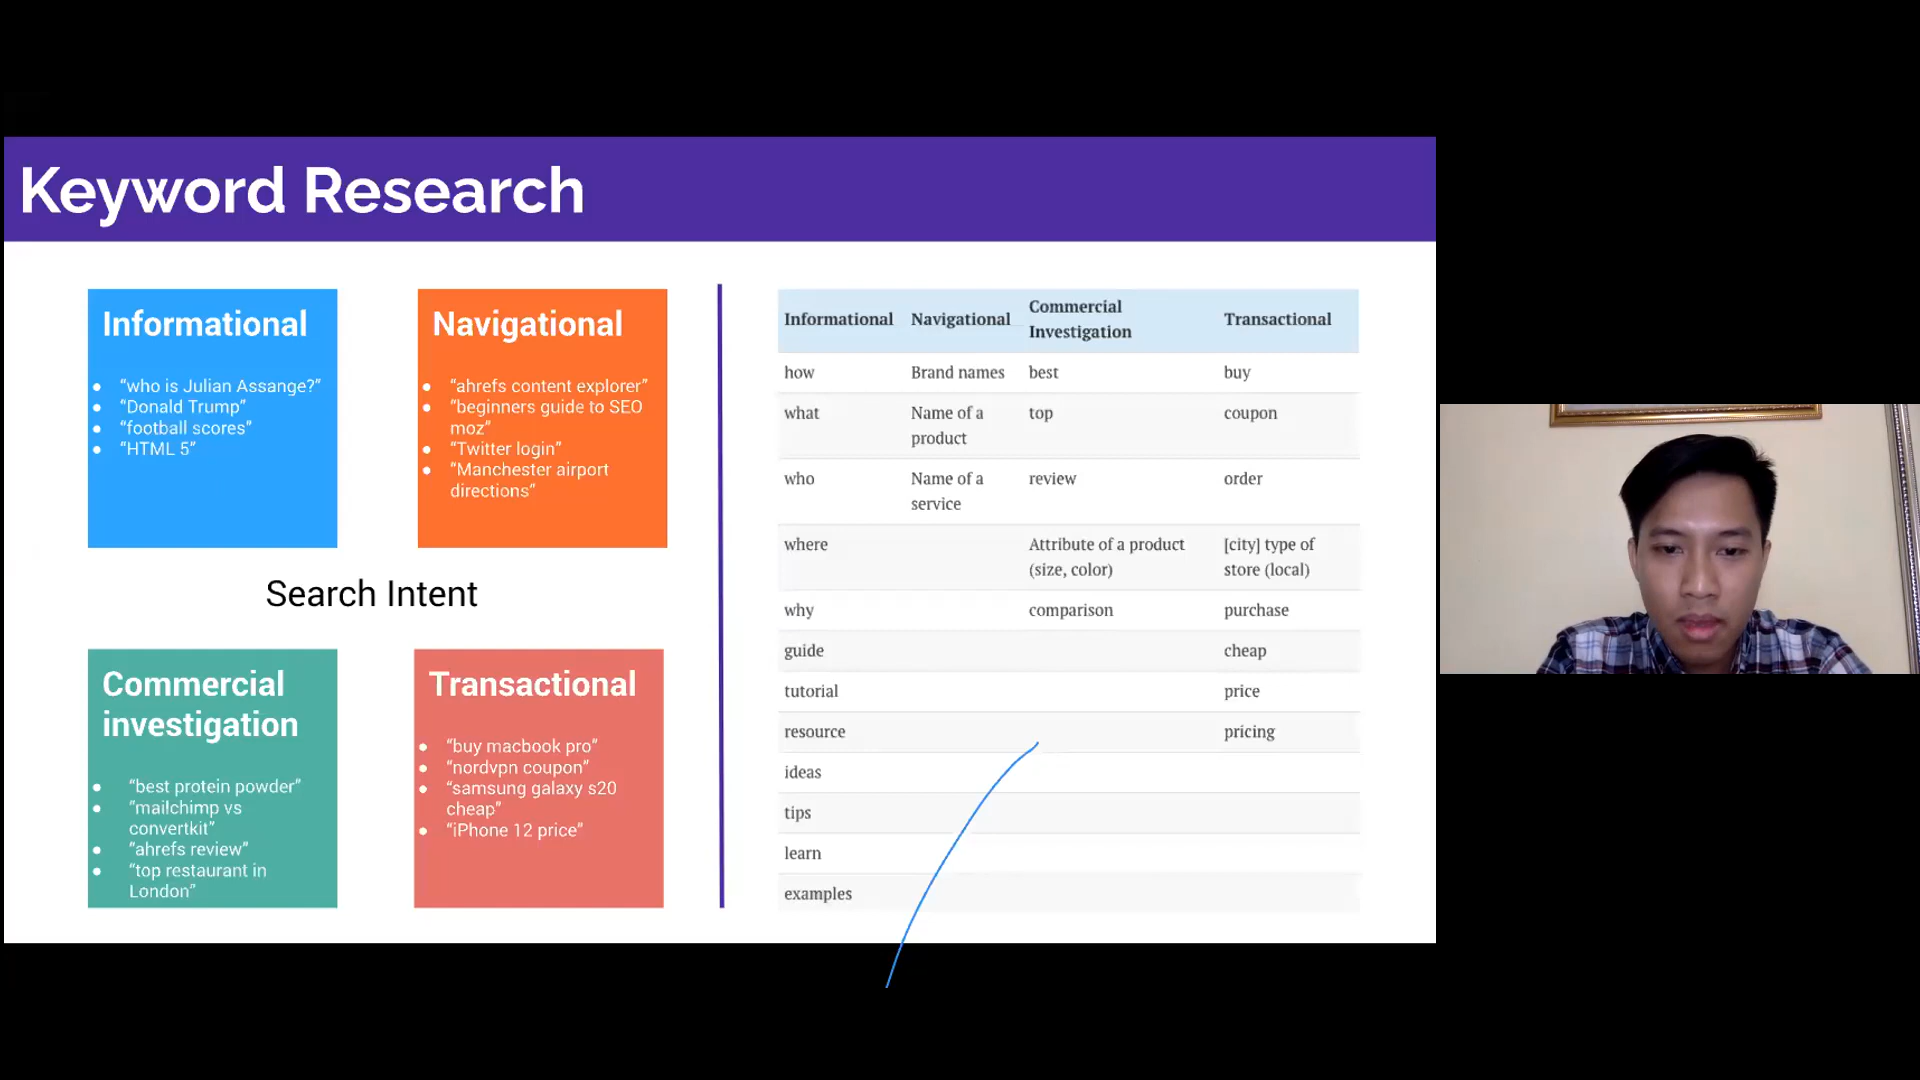 Keyword Research
Informational
● “who is Julian Assange?”
● “Donald Trump”
● “football scores”
● “HTML 5”
Navigational
● “ahrefs content explorer”
● “beginners guide to SEO
moz”
● “Twitter login”
● “Manchester airport
directions”
Search Intent
Commercial
investigation
● “best protein powder”
● “mailchimp vs
convertkit”
● “ahrefs review”
● “top restaurant in
London”
Transactional
● “buy macbook pro”
● “nordvpn coupon”
● “samsung galaxy s20
cheap”
● “iPhone 12 price”
Informational Navigational Commercial Investigation Transactional
how Brand names best buy
what Name of a product top coupon
who Name of a service review order
where Attribute of a product (size, color) [city] type of store (local)
why comparison purchase
guide cheap
tutorial price
resource pricing
ideas
tips
learn
examples